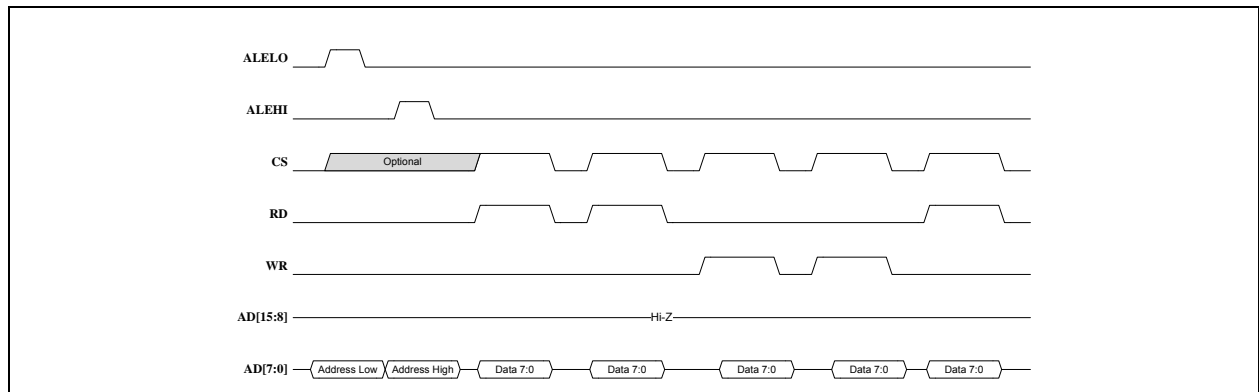 ALELO
ALEHI
CS Optional
RD
WR
AD[15:8] Hi-Z
AD[7:0] Address Low Address High Data 7:0 Data 7:0 Data 7:0 Data 7:0 Data 7:0